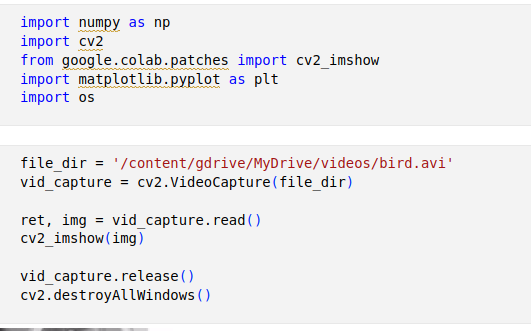 import numpy as np
import cv2
from google.colab.patches import cv2_imshow
import matplotlib.pyplot as plt
import os
file_dir = '/content/gdrive/MyDrive/videos/bird.avi'
vid_capture = cv2.VideoCapture(file_dir)
ret, img = vid_capture.read()
cv2_imshow(img)
vid_capture.release()
cv2.destroyAllWindows()